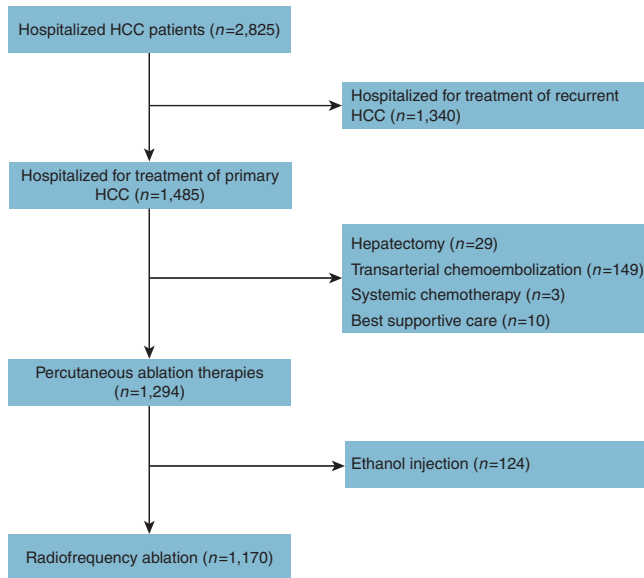 Hospitalized HCC patients (n=2,825)
Hospitalized for treatment of recurrent
HCC (n=1,340)
Hospitalized for treatment of primary
HCC (n=1,485)
Hepatectomy (n=29)
Transarterial chemoembolization (n=149)
Systemic chemotherapy (n=3)
Best supportive care (n=10)
Percutaneous ablation therapies
(n=1,294)
Ethanol injection (n=124)
Radiofrequency ablation (n=1,170)